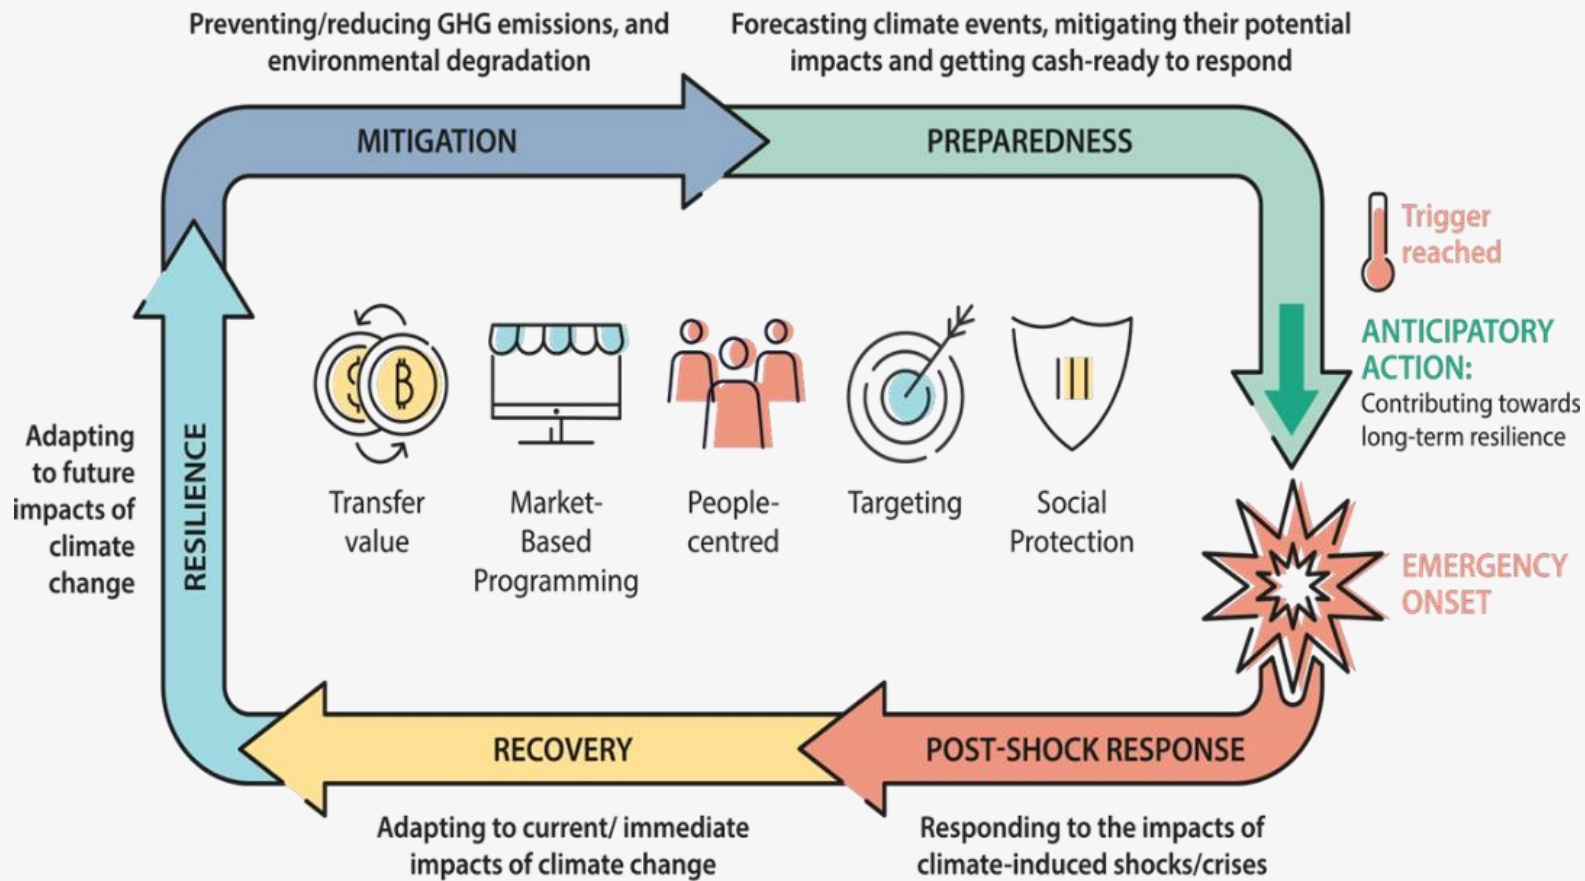 Preventing/reducing GHG emissions, and
environmental degradation
Forecasting climate events, mitigating their potential
impacts and getting cash-ready to respond
MITIGATION
PREPAREDNESS
Trigger
reached
ANTICIPATORY
ACTION:
Contributing towards
long-term resilience
Adapting
to future
impacts of
climate
change
RESILIENCE
$
₿
Transfer
value
Market-
Based
Programming
People-
centred
Targeting
Social
Protection
EMERGENCY
ONSET
RECOVERY
POST-SHOCK RESPONSE
Adapting to current/ immediate
impacts of climate change
Responding to the impacts of
climate-induced shocks/crises